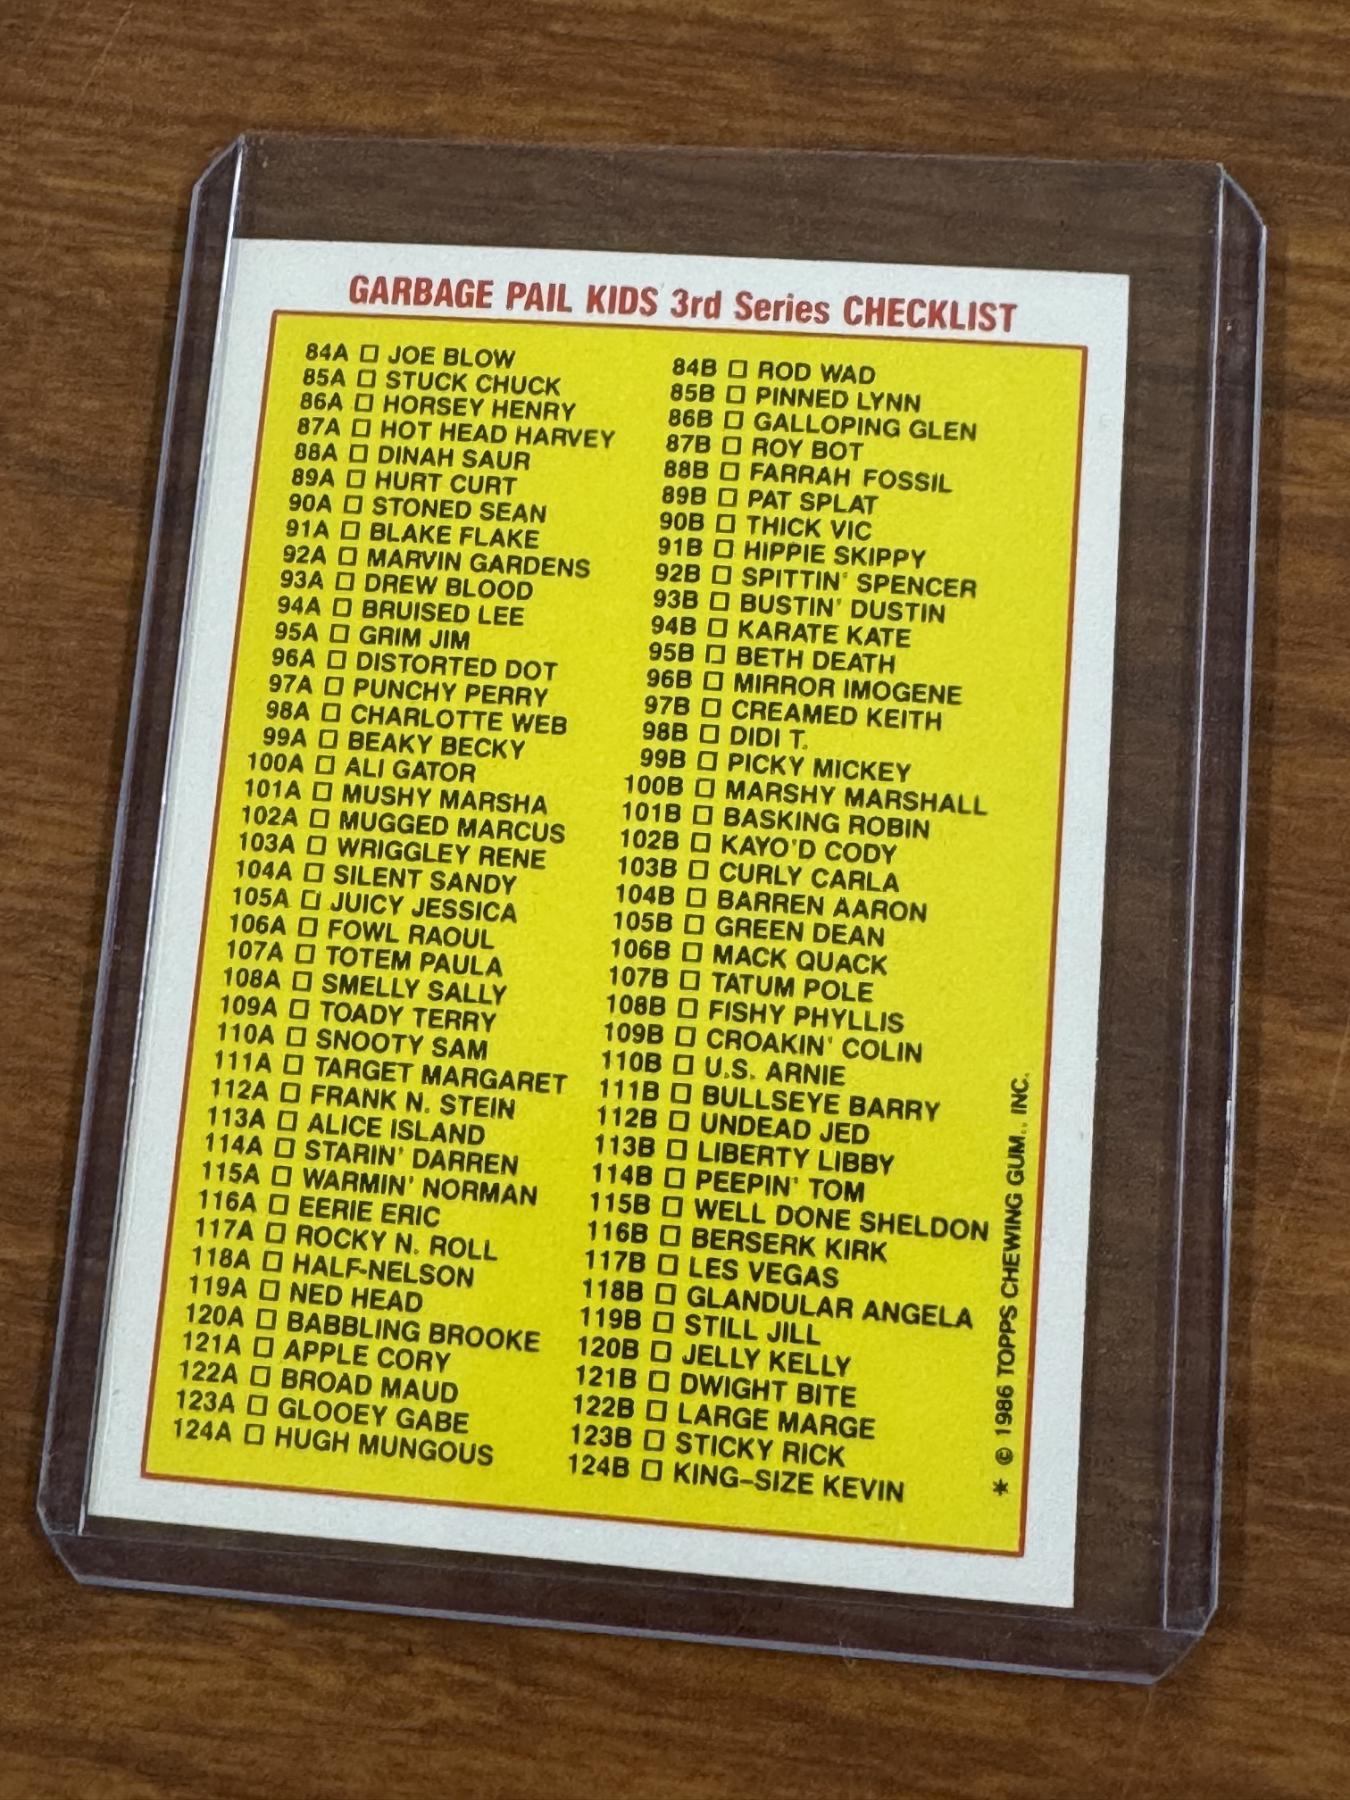 GARBAGE PAIL KIDS 3rd Series CHECKLIST
84A □ JOE BLOW
85A □ STUCK CHUCK
86A □ HORSEY HENRY
87A □ HOT HEAD HARVEY
88A □ DINAH SAUR
89A □ HURT CURT
90A □ STONED SEAN
91A □ BLAKE FLAKE
92A □ MARVIN GARDENS
93A □ DREW BLOOD
94A □ BRUISED LEE
95A □ GRIM JIM
96A □ DISTORTED DOT
97A □ PUNCHY PERRY
98A □ CHARLOTTE WEB
99A □ BEAKY BECKY
100A □ ALI GATOR
101A □ MUSHY MARSHA
102A □ MUGGED MARCUS
103A □ WRIGGLEY RENE
104A □ SILENT SANDY
105A □ JUICY JESSICA
106A □ FOWL RAOUL
107A □ TOTEM PAULA
108A □ SMELLY SALLY
109A □ TOADY TERRY
110A □ SNOOTY SAM
111A □ TARGET MARGARET
112A □ FRANK N. STEIN
113A □ ALICE ISLAND
114A □ STARIN' DARREN
115A □ WARMIN' NORMAN
116A □ EERIE ERIC
117A □ ROCKY N. ROLL
118A □ HALF-NELSON
119A □ NED HEAD
120A □ BABBLING BROOKE
121A □ APPLE CORY
122A □ BROAD MAUD
123A □ GLOOEY GABE
124A □ HUGH MUNGOUS
84B □ ROD WAD
85B □ PINNED LYNN
86B □ GALLOPING GLEN
87B □ ROY BOT
88B □ FARRAH FOSSIL
89B □ PAT SPLAT
90B □ THICK VIC
91B □ HIPPIE SKIPPY
92B □ SPITTIN' SPENCER
93B □ BUSTIN' DUSTIN
94B □ KARATE KATE
95B □ BETH DEATH
96B □ MIRROR IMOGENE
97B □ CREAMED KEITH
98B □ DIDI T.
99B □ PICKY MICKEY
100B □ MARSHY MARSHALL
101B □ BASKING ROBIN
102B □ KAYO'D CODY
103B □ CURLY CARLA
104B □ BARREN AARON
105B □ GREEN DEAN
106B □ MACK QUACK
107B □ TATUM POLE
108B □ FISHY PHYLLIS
109B □ CROAKIN' COLIN
110B □ U.S. ARNIE
111B □ BULLSEYE BARRY
112B □ UNDEAD JED
113B □ LIBERTY LIBBY
114B □ PEEPIN' TOM
115B □ WELL DONE SHELDON
116B □ BERSERK KIRK
117B □ LES VEGAS
118B □ GLANDULAR ANGELA
119B □ STILL JILL
120B □ JELLY KELLY
121B □ DWIGHT BITE
122B □ LARGE MARGE
123B □ STICKY RICK
124B □ KING–SIZE KEVIN
* © 1986 TOPPS CHEWING GUM., INC.